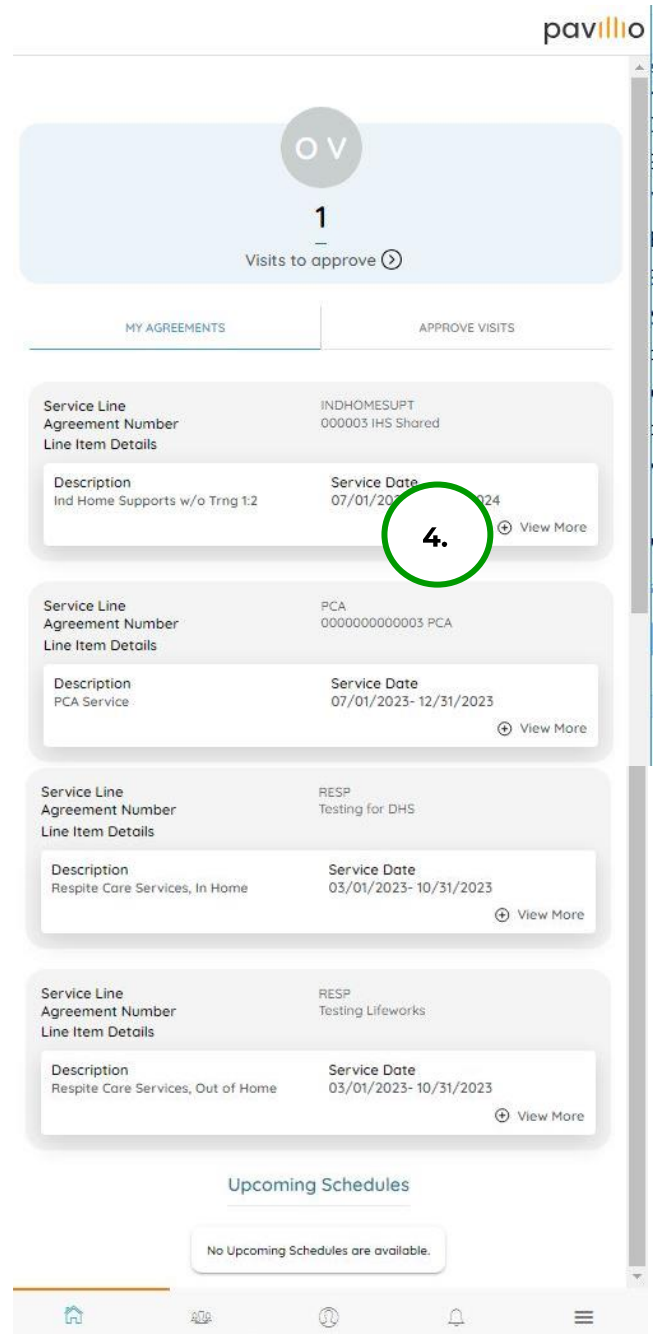 pavillio
O V
1
Visits to approve
MY AGREEMENTS APPROVE VISITS
Service Line INDHOMESUPT
Agreement Number 000003 IHS Shared
Line Item Details
Description Service Date
Ind Home Supports w/o Trng 1:2 07/01/20 024
4.
View More
Service Line PCA
Agreement Number 0000000000003 PCA
Line Item Details
Description Service Date
PCA Service 07/01/2023- 12/31/2023
View More
Service Line RESP
Agreement Number Testing for DHS
Line Item Details
Description Service Date
Respite Care Services, In Home 03/01/2023- 10/31/2023
View More
Service Line RESP
Agreement Number Testing Lifeworks
Line Item Details
Description Service Date
Respite Care Services, Out of Home 03/01/2023- 10/31/2023
View More
Upcoming Schedules
No Upcoming Schedules are available.